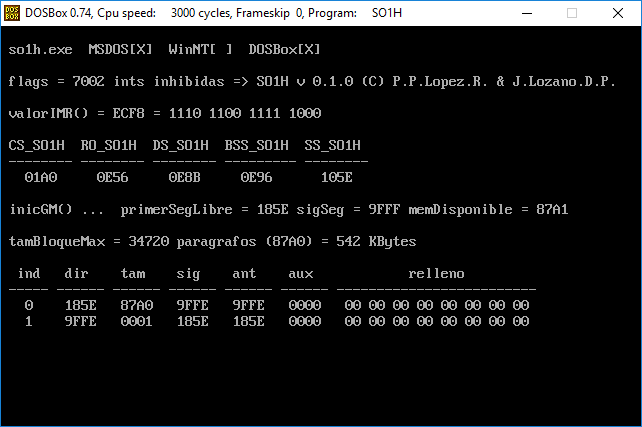 DOS BOX DOSBox 0.74, Cpu speed: 3000 cycles, Frameskip 0, Program: SO1H
so1h.exe MSDOS[X] WinNT[ ] DOSBox[X]
flags = 7002 ints inhibidas => SO1H v 0.1.0 (C) P.P.Lopez.R. & J.Lozano.D.P.
valorIMR() = ECF8 = 1110 1100 1111 1000
CS_SO1H RO_SO1H DS_SO1H BSS_SO1H SS_SO1H
-------- -------- -------- --------- --------
01A0 0E56 0E8B 0E96 105E
inicGM() ... primerSegLibre = 185E sigSeg = 9FFF memDisponible = 87A1
tamBloqueMax = 34720 paragrafos (87A0) = 542 KBytes
ind dir tam sig ant aux relleno
----- ------ ------ ------ ------ ------ -------------------------
0 185E 87A0 9FFE 9FFE 0000 00 00 00 00 00 00 00 00
1 9FFE 0001 185E 185E 0000 00 00 00 00 00 00 00 00